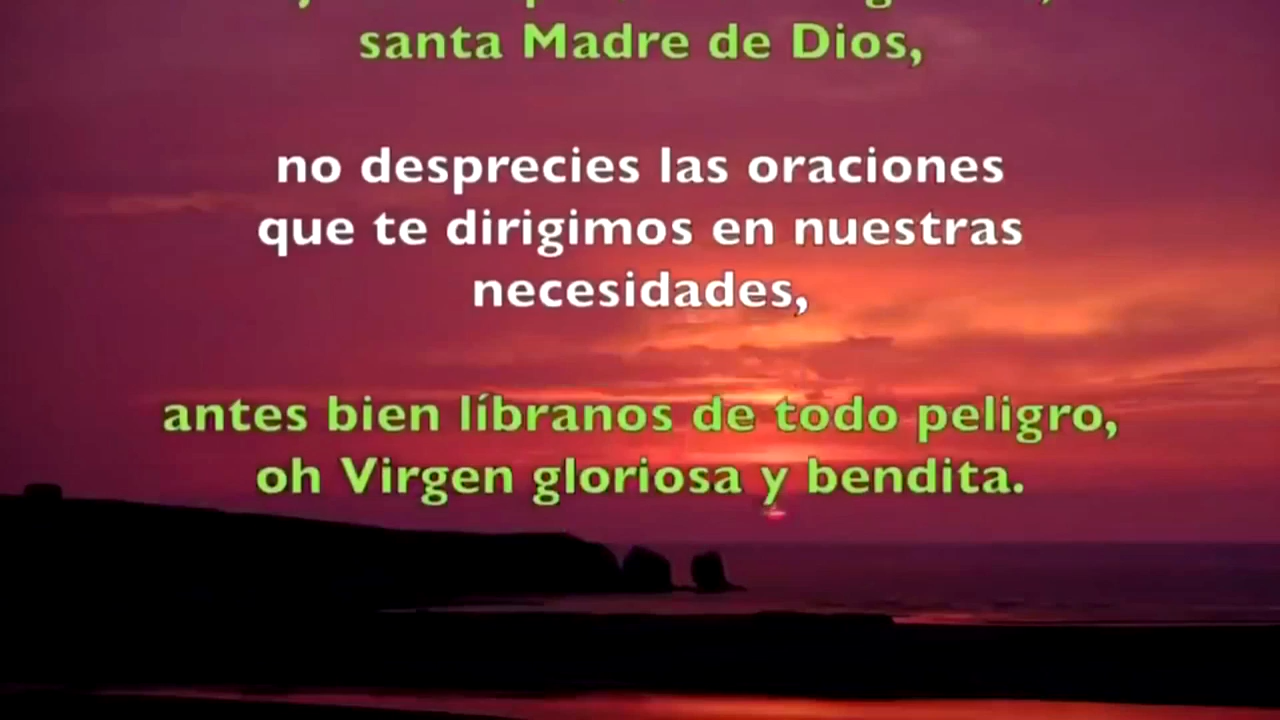 santa Madre de Dios,
no desprecies las oraciones
que te dirigimos en nuestras
necesidades,
antes bien líbranos de todo peligro,
oh Virgen gloriosa y bendita.